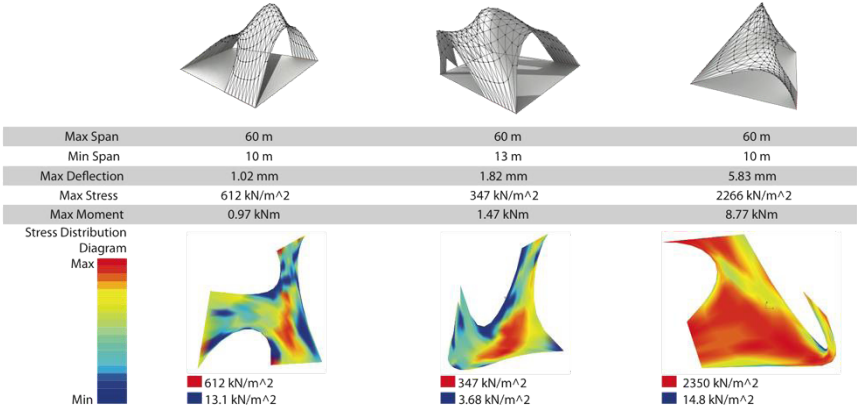 Max Span 60 m 60 m 60 m
Min Span 10 m 13 m 10 m
Max Deflection 1.02 mm 1.82 mm 5.83 mm
Max Stress 612 kN/m^2 347 kN/m^2 2266 kN/m^2
Max Moment 0.97 kNm 1.47 kNm 8.77 kNm
Stress Distribution
Diagram
Max
Min
612 kN/m^2 347 kN/m^2 2350 kN/m^2
13.1 kN/m^2 3.68 kN/m^2 14.8 kN/m^2